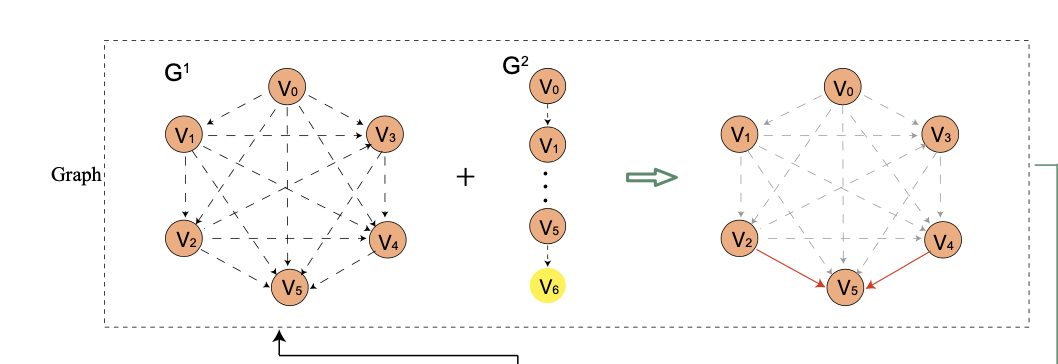 G¹
V₀
V₁
V₃
V₂
V₄
V₅
+
G²
V₀
V₁
V₅
V₆
V₀
V₁
V₃
V₂
V₄
V₅
Graph